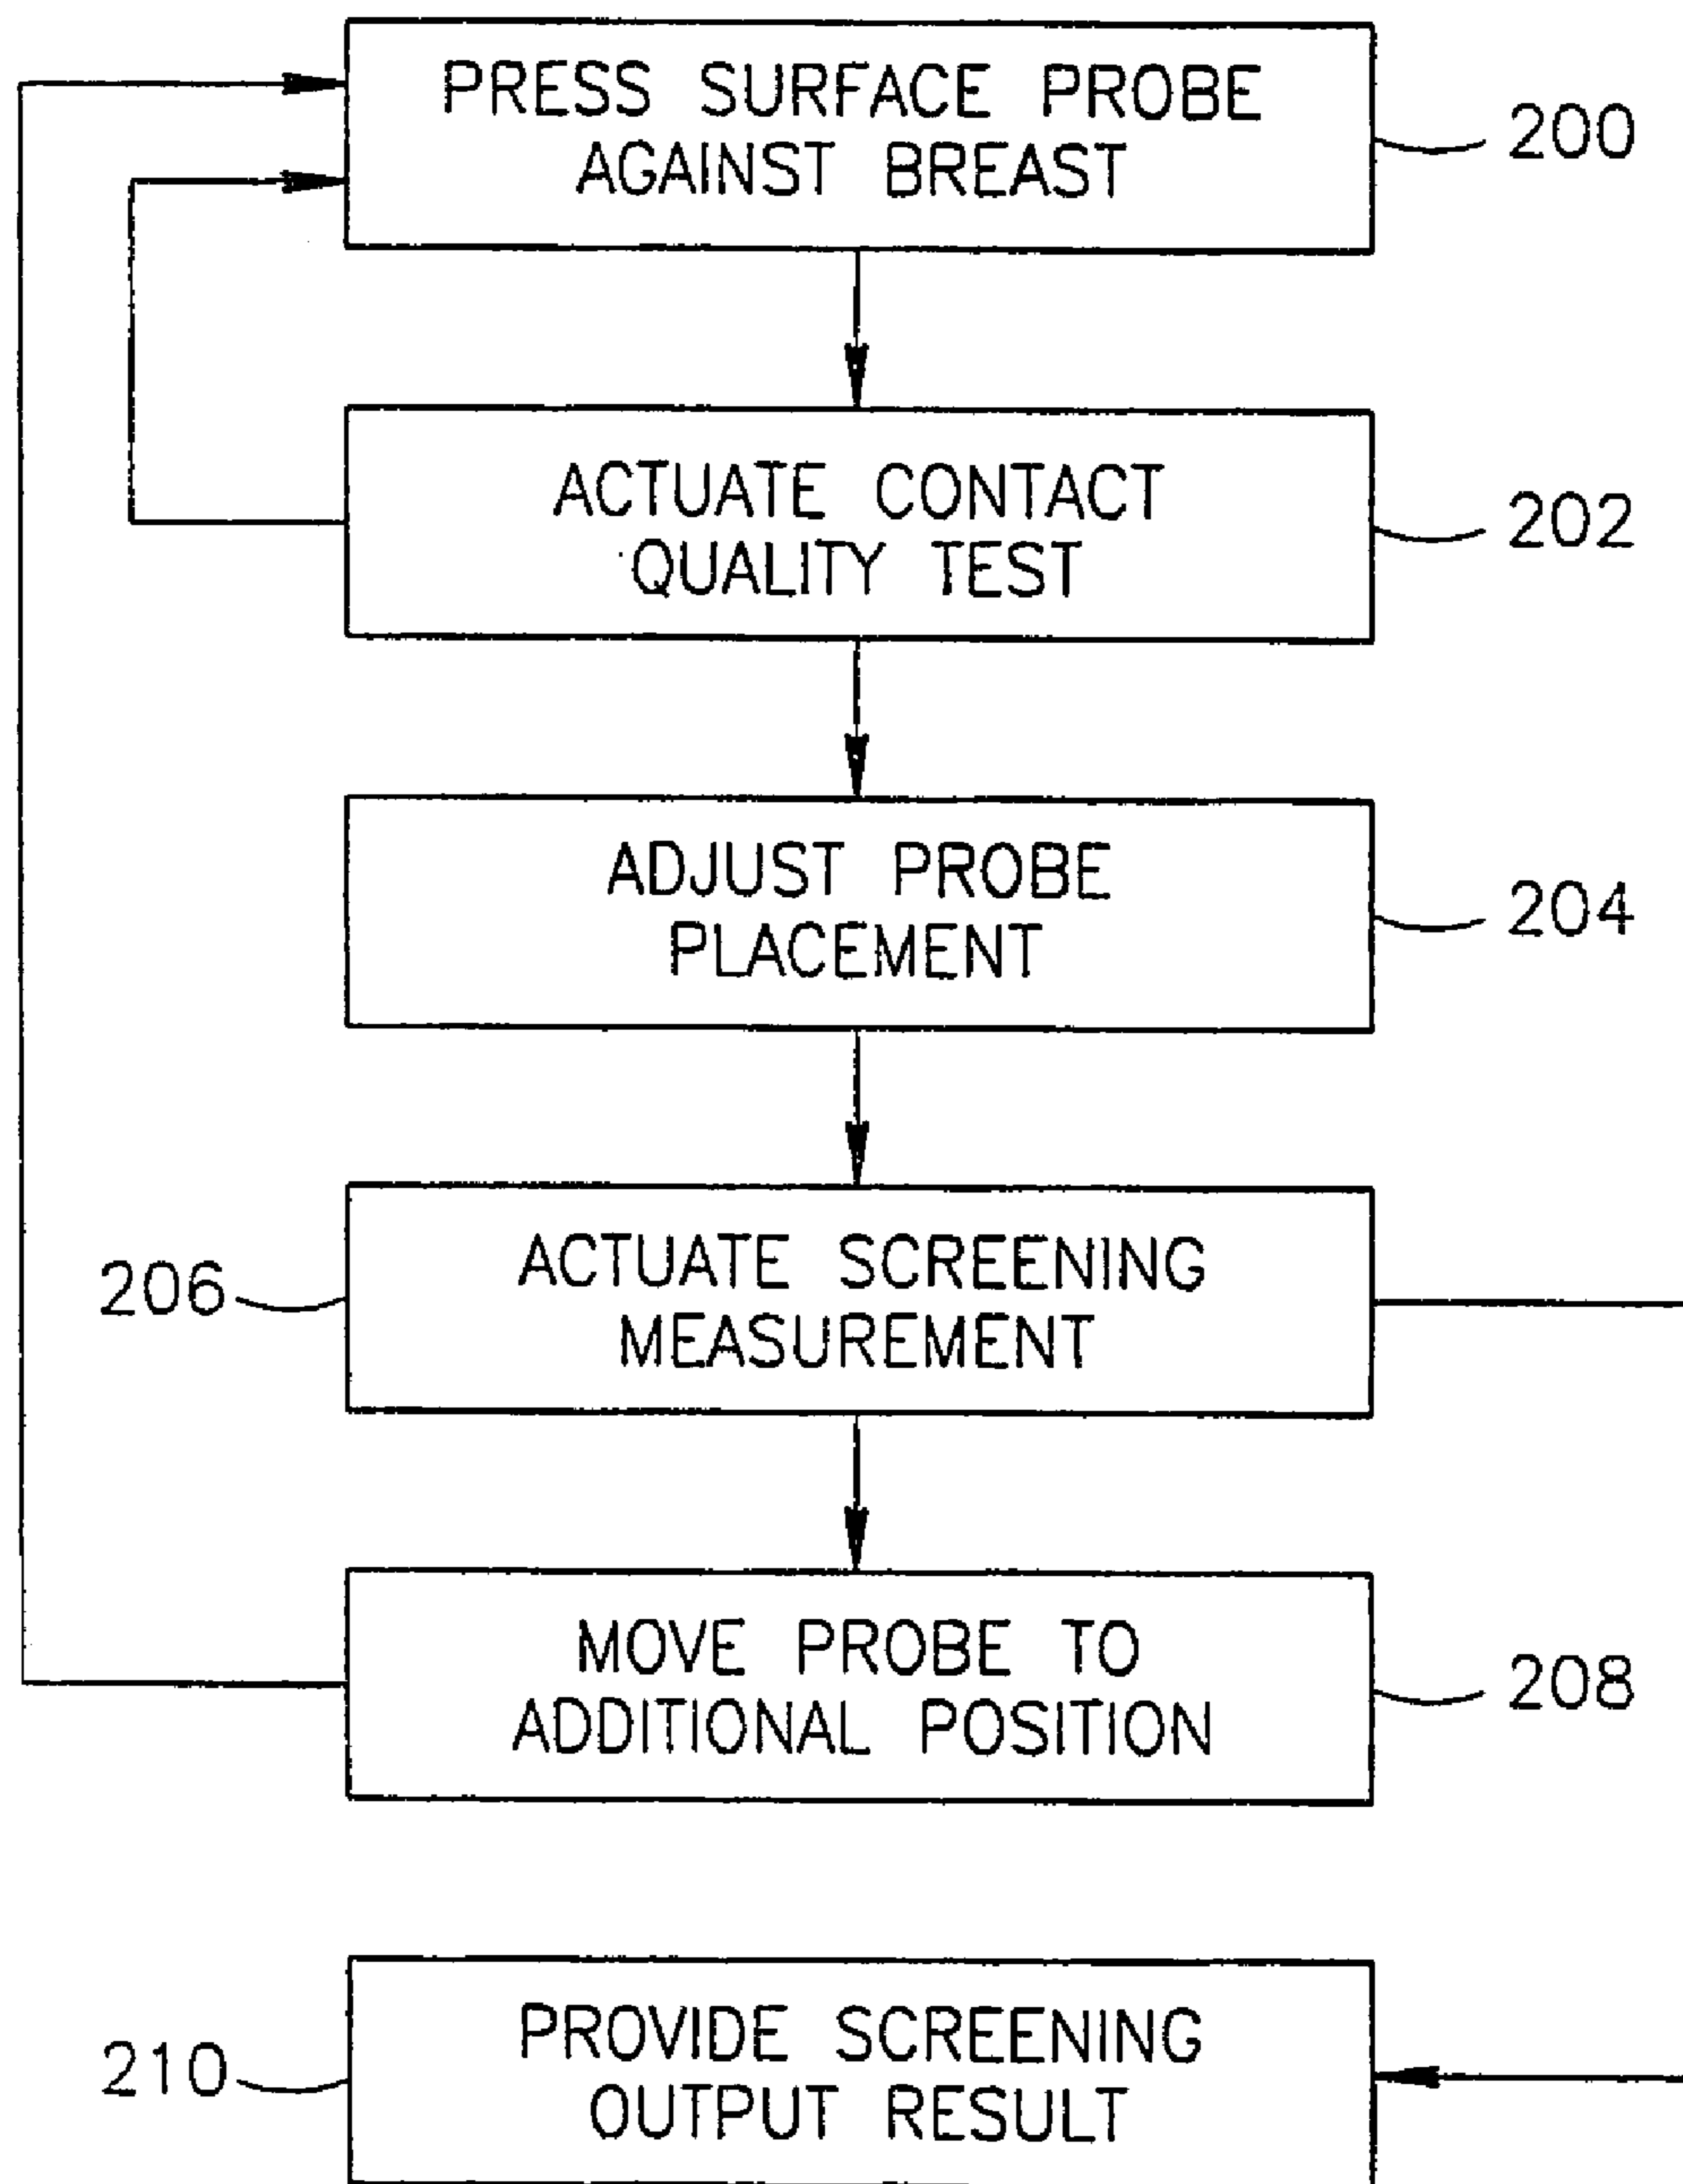 PRESS SURFACE PROBE
AGAINST BREAST
200
ACTUATE CONTACT
QUALITY TEST
202
ADJUST PROBE
PLACEMENT
204
206
ACTUATE SCREENING
MEASUREMENT
MOVE PROBE TO
ADDITIONAL POSITION
208
210
PROVIDE SCREENING
OUTPUT RESULT